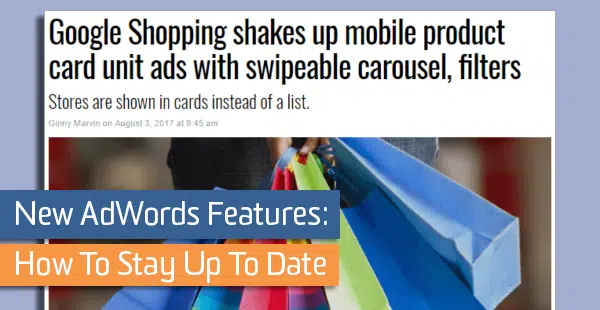 Google Shopping shakes up mobile product
card unit ads with swipeable carousel, filters
Stores are shown in cards instead of a list.
Ginny Marvin on August 3, 2017 at 9:45 am
New AdWords Features:
How To Stay Up To Date